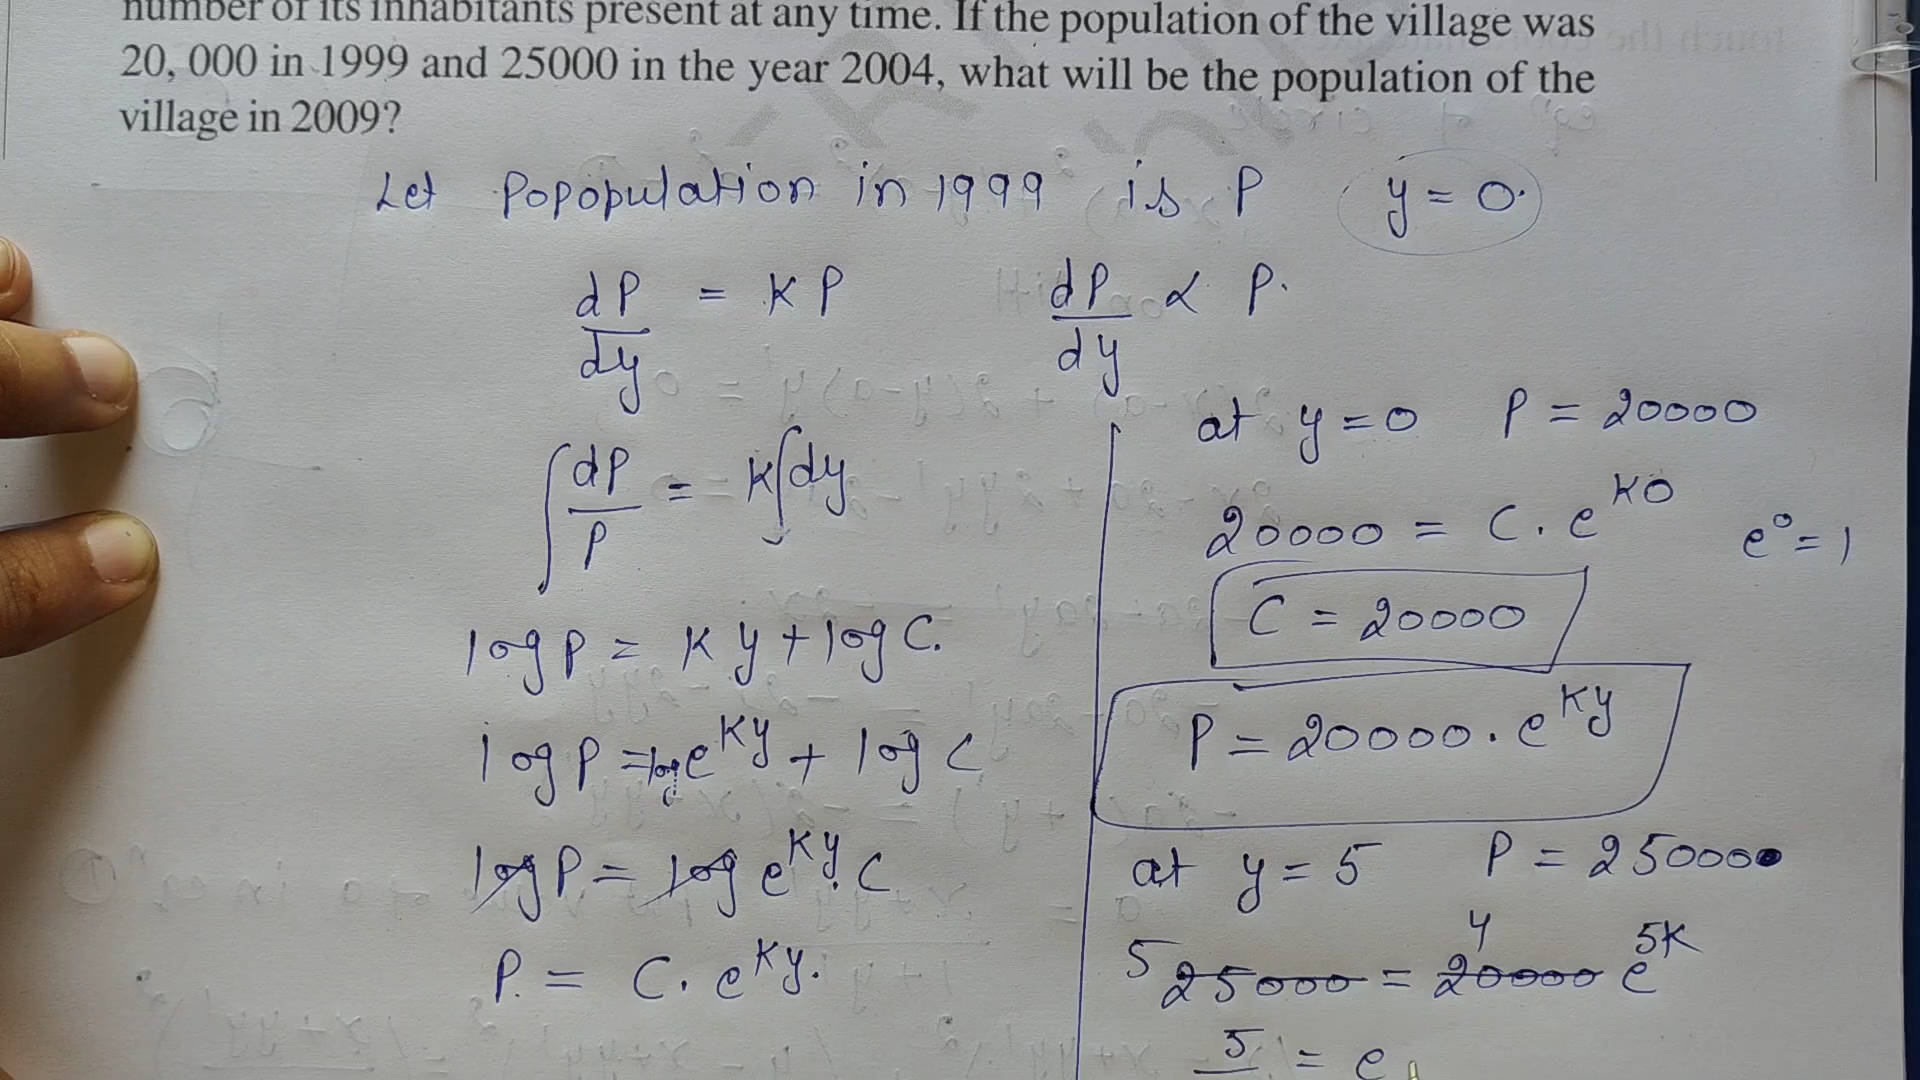 number of its inhabitants present at any time. If the population of the village was
20, 000 in 1999 and 25000 in the year 2004, what will be the population of the
village in 2009?
Let Popopulation in 1999 is P y = 0.
dP/dy = KP dP/dy ∝ P.
∫ dP/P = K∫dy
log P = Ky + log C.
log P = log e^Ky + log C
log P = log e^Ky . C
P. = C. e^Ky.
at y = 0 P = 20000
20000 = C. e^K0 e^0 = 1
C = 20000
P = 20000. e^Ky
at y = 5 P = 25000
5 25000 = 4 20000 e^5K
5 = e